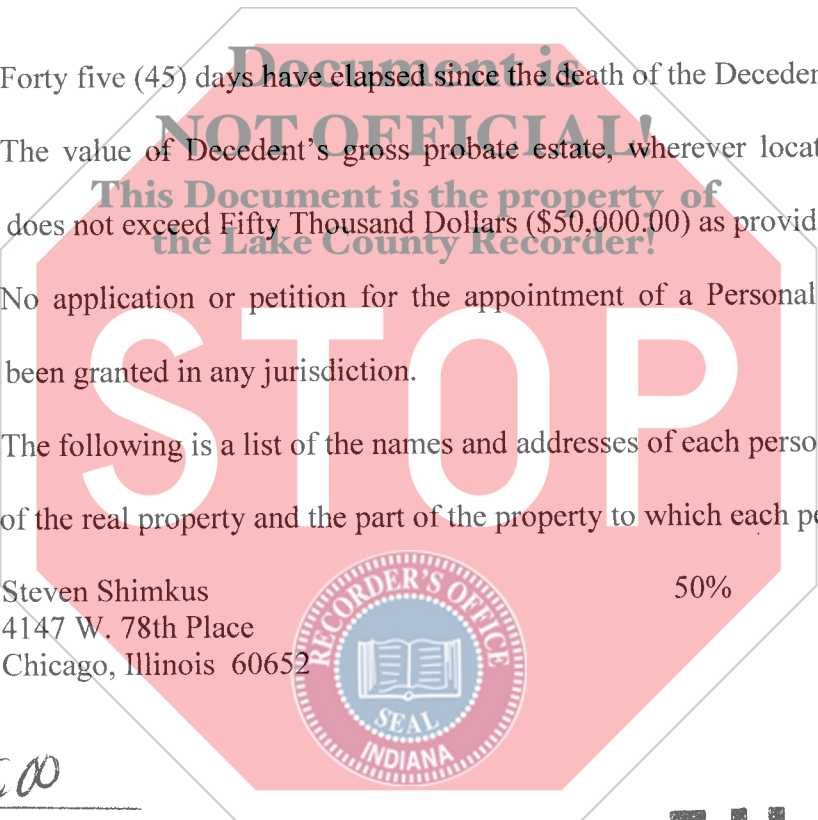 Document is
Forty five (45) days have elapsed since the death of the
NOT OFFICIAL!
The value of Decedent's gross probate estate, wherever
This Document is the property of
does not exceed Fifty Thousand Dollars ($50,000.00) as
the Lake County Recorder!
No application or petition for the appointment of a Personal
STOP
been granted in any jurisdiction.
The following is a list of the names and addresses of each
of the real property and the part of the property to which each
Steven Shimkus 50%
4147 W. 78th Place
Chicago, Illinois 60652
RECORDER'S OFFICE
SEAL
INDIANA